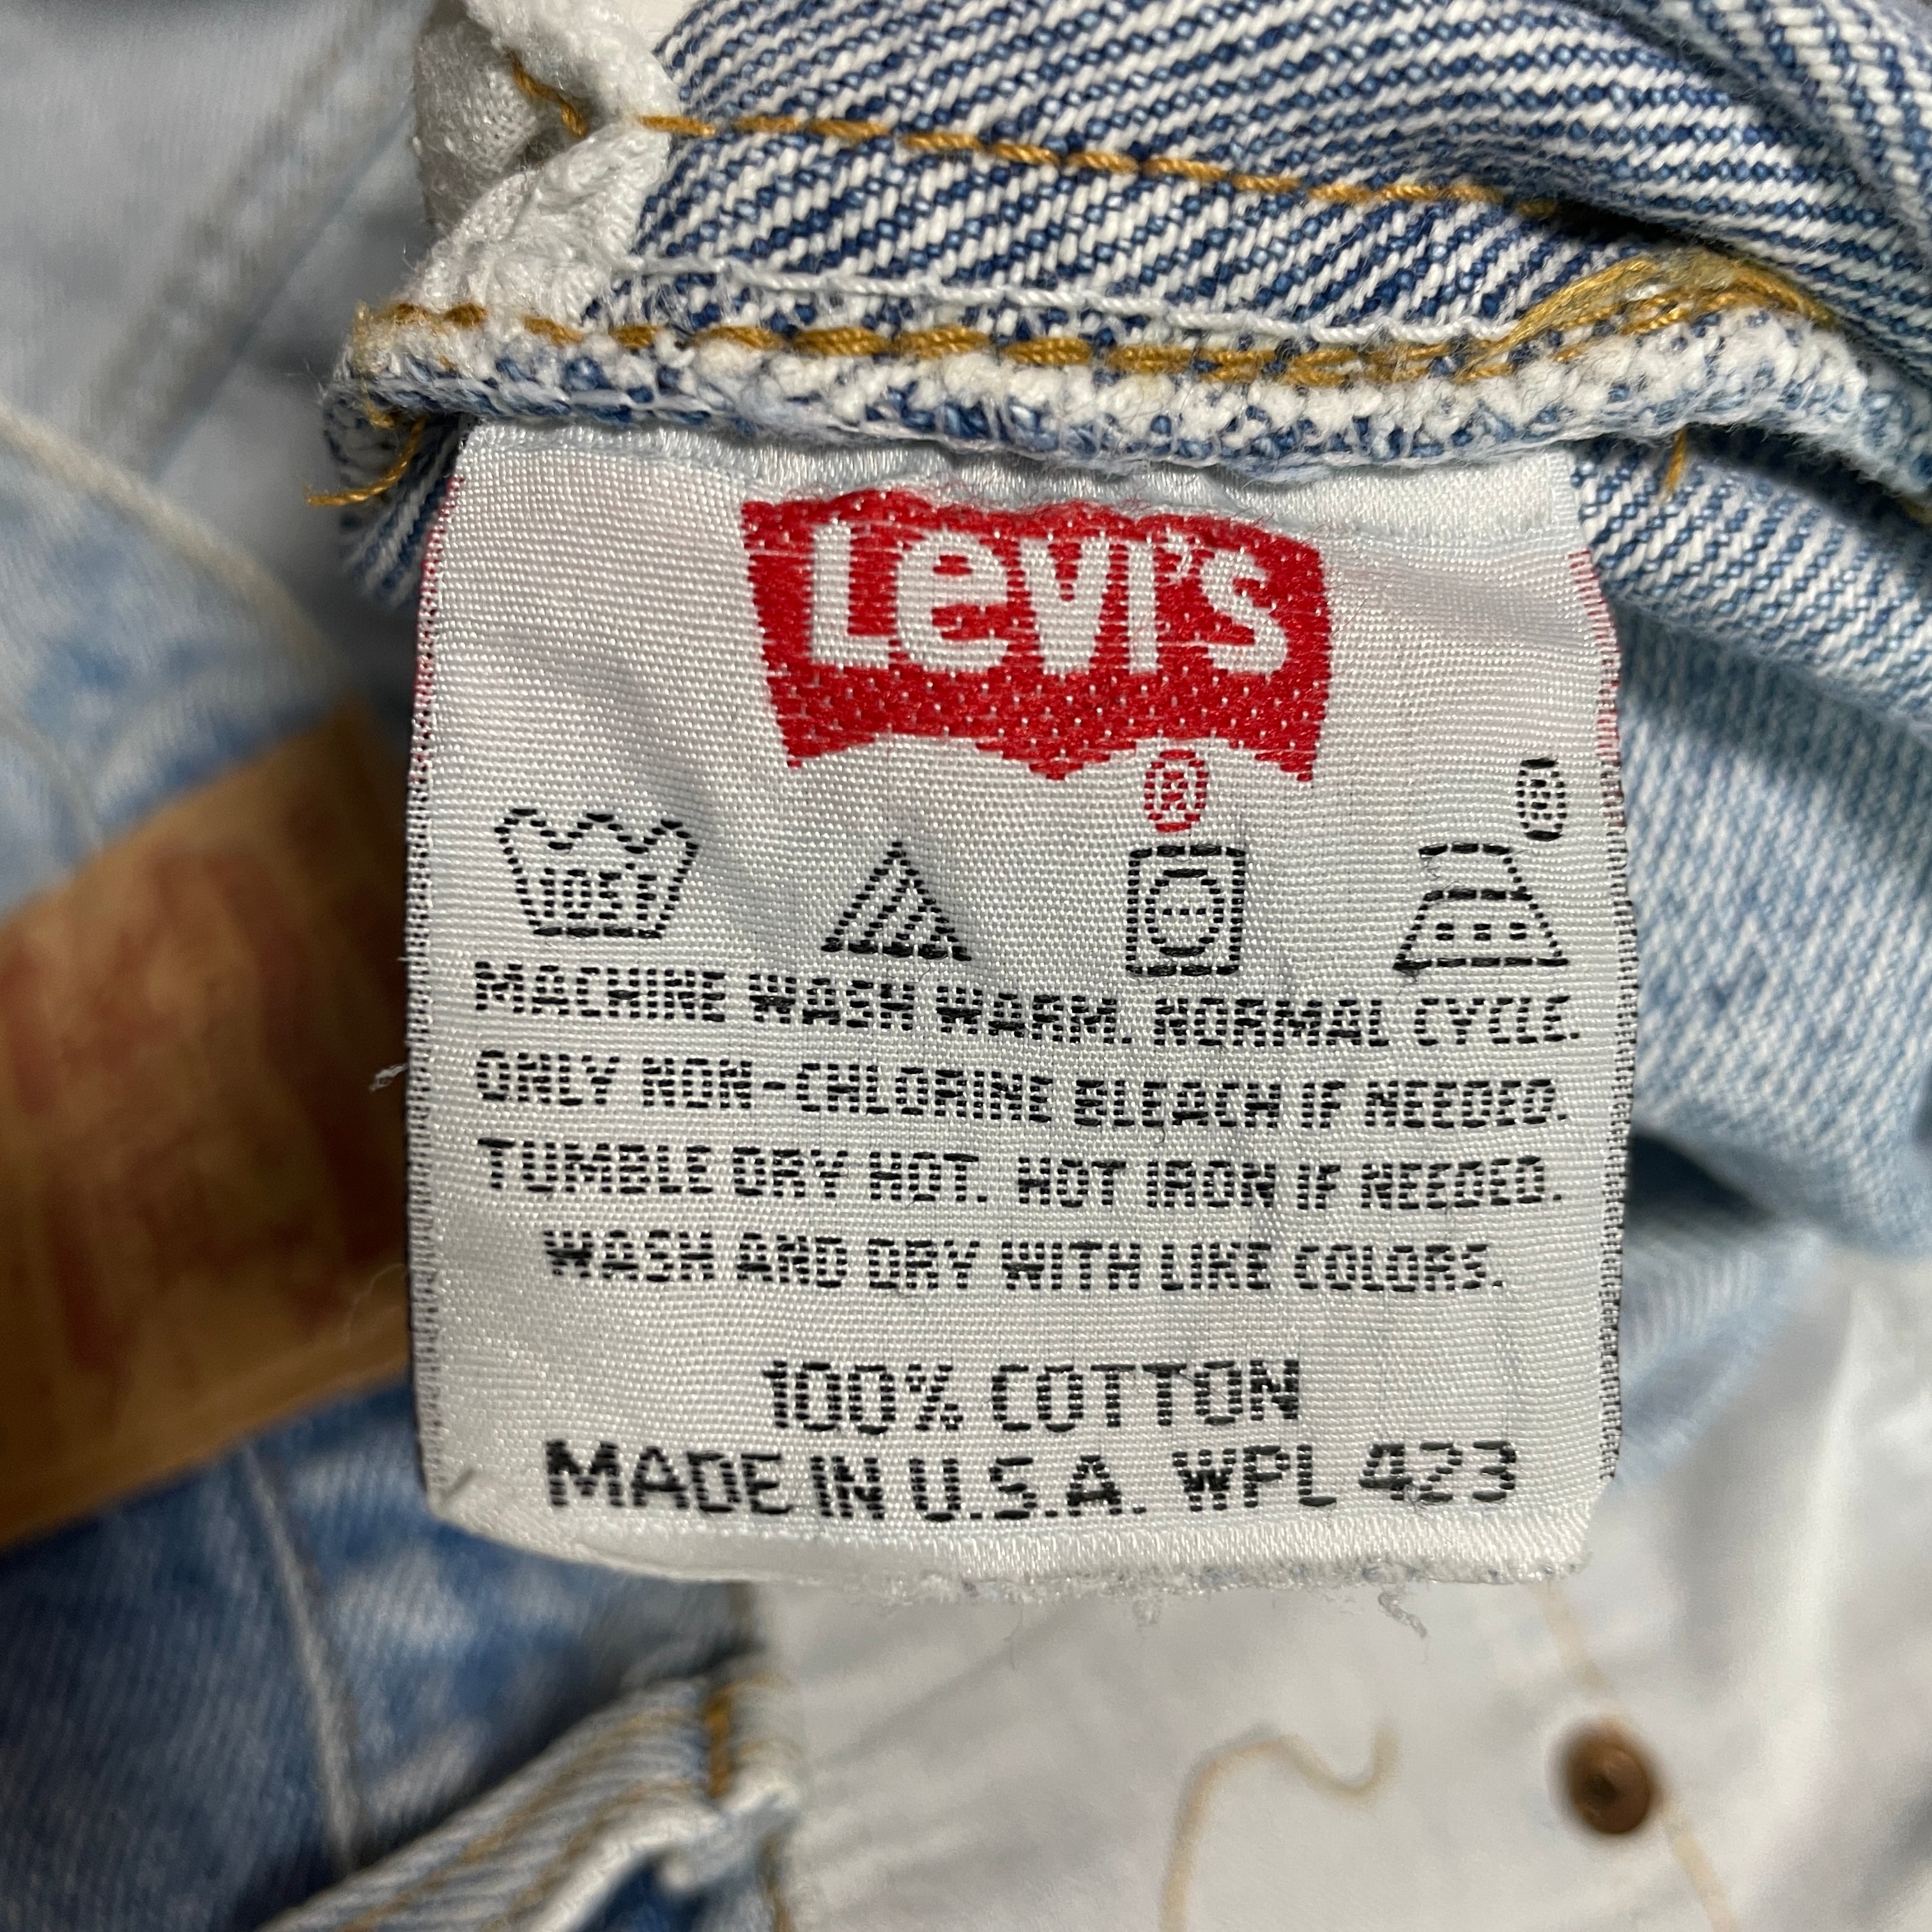 Levi's
®
®
105F
MACHINE WASH WARM. NORMAL CYCLE.
ONLY NON-CHLORINE BLEACH IF NEEDED.
TUMBLE DRY HOT. HOT IRON IF NEEDED.
WASH AND DRY WITH LIKE COLORS.
100% COTTON
MADE IN U.S.A. WPL 423